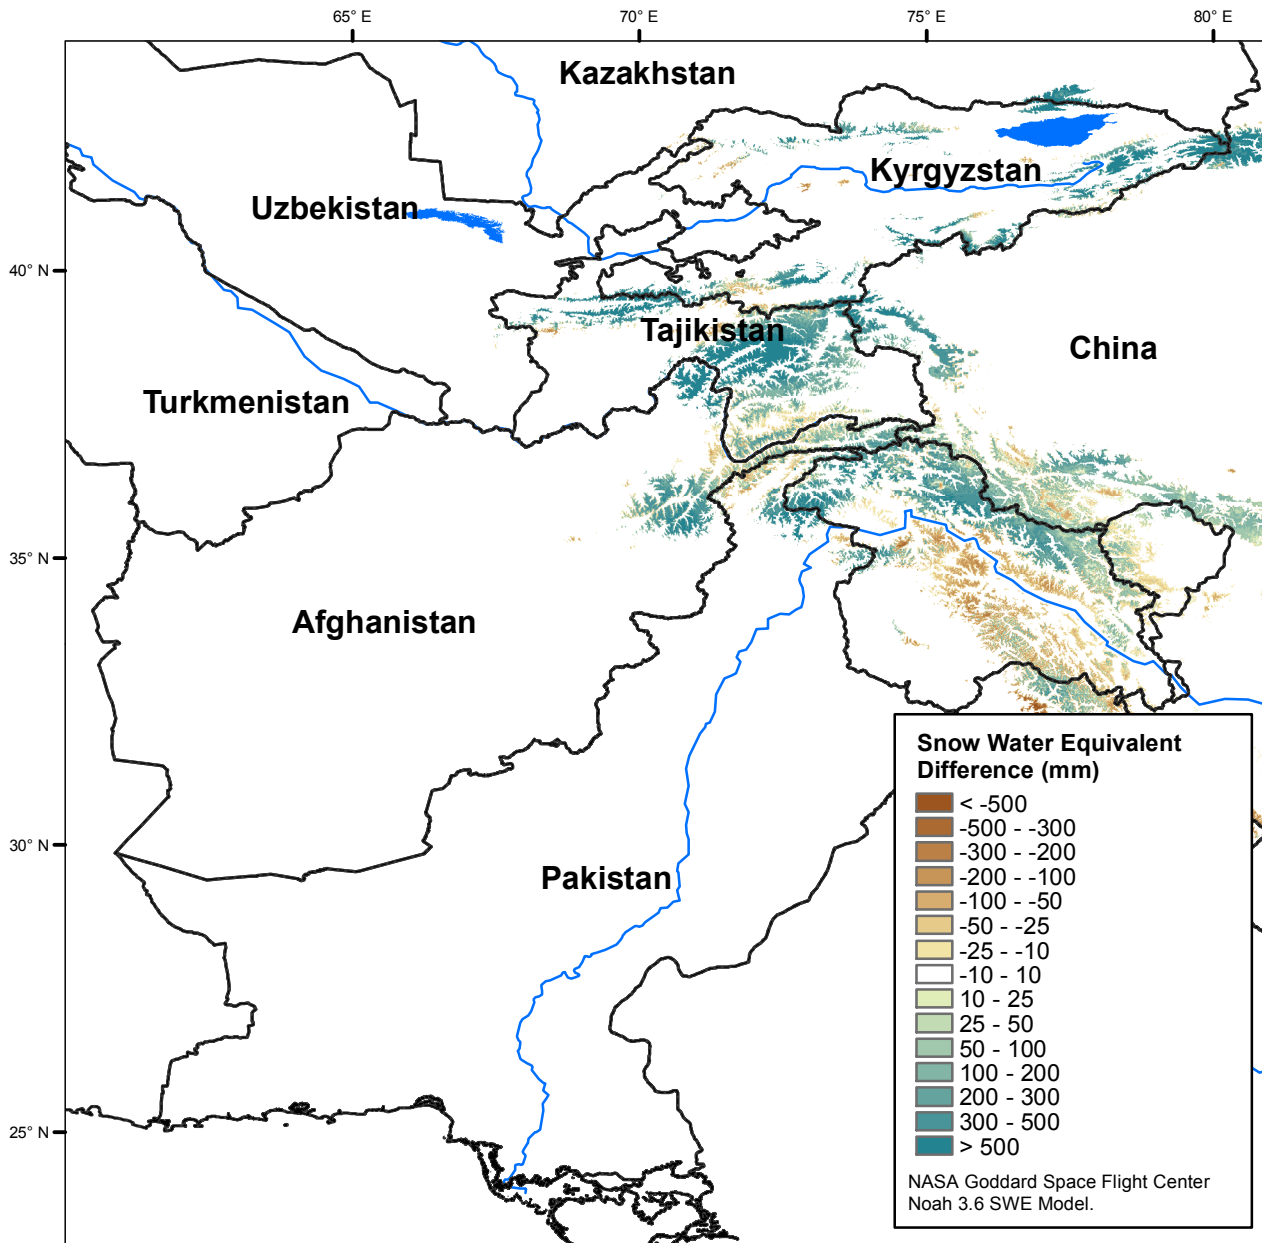 65° E
70° E
75° E
80° E
Kazakhstan
Kyrgyzstan
Uzbekistan
40° N
Tajikistan
China
Turkmenistan
35° N
Afghanistan
Snow Water Equivalent
Difference (mm)
< -500
-500 - -300
30° N
-300 - -200
Pakistan
-200 - -100
-100 - -50
-50 - -25
-25 - -10
-10 - 10
10 - 25
25 - 50
50 - 100
100 - 200
200 - 300
300 - 500
25° N
> 500
NASA Goddard Space Flight Center
Noah 3.6 SWE Model.